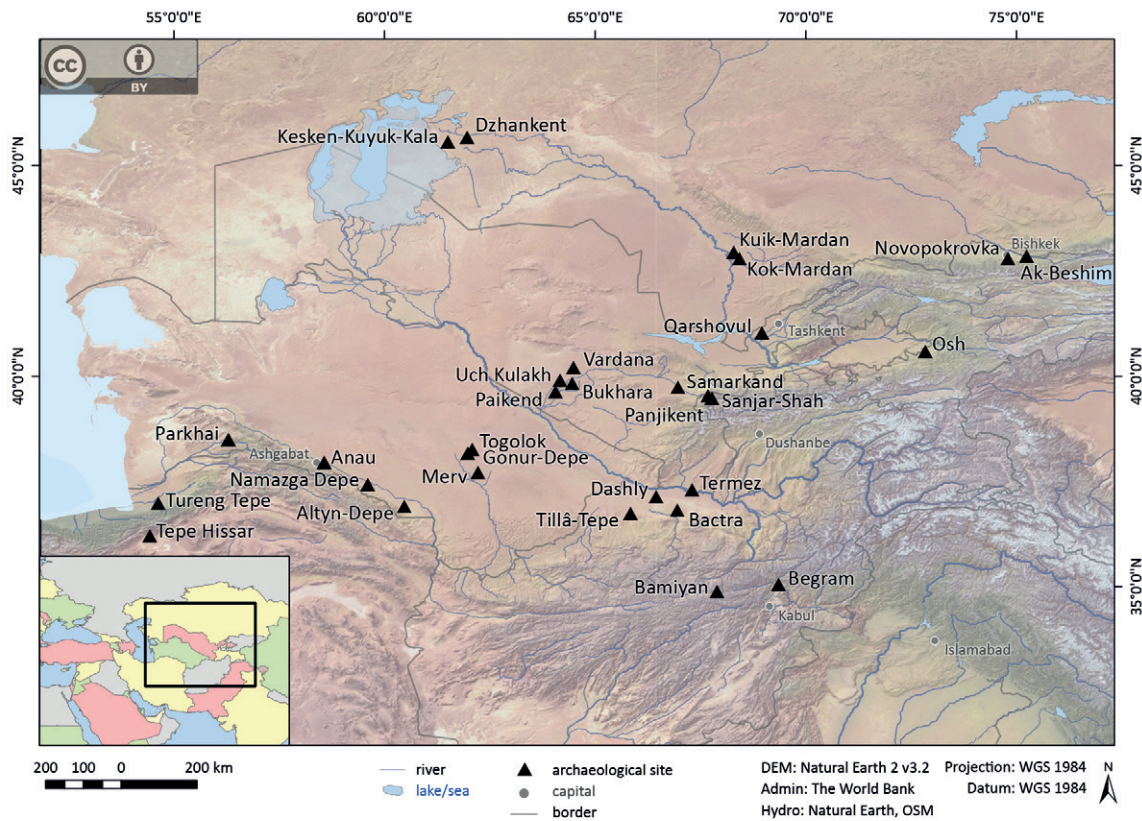 55°0'0"E 60°0'0"E 65°0'0"E 70°0'0"E 75°0'0"E
CC BY
Dzhankent
Kesken-Kuyuk-Kala
45°0'0"N 45°0'0"N
Kuik-Mardan
Novopokrovka Bishkek
Kok-Mardan
Ak-Beshim
Qarshovul Tashkent
Osh
Vardana
40°0'0"N 40°0'0"N
Uch Kulakh
Bukhara
Samarkand
Paikend
Panjikent Sanjar-Shah
Parkhai
Dushanbe
Togolok
Ashgabat Anau
Gonur-Depe
Merv
Namazga Depe
Termez
Dashly
Tureng Tepe
Altyn-Depe
Tillâ-Tepe Bactra
Tepe Hissar
Begram
Bamiyan
35°0'0"N 35°0'0"N
Kabul
Islamabad
200 100 0 200 km
river
lake/sea
archaeological site
capital
border
DEM: Natural Earth 2 v3.2
Admin: The World Bank
Hydro: Natural Earth, OSM
Projection: WGS 1984
Datum: WGS 1984
N